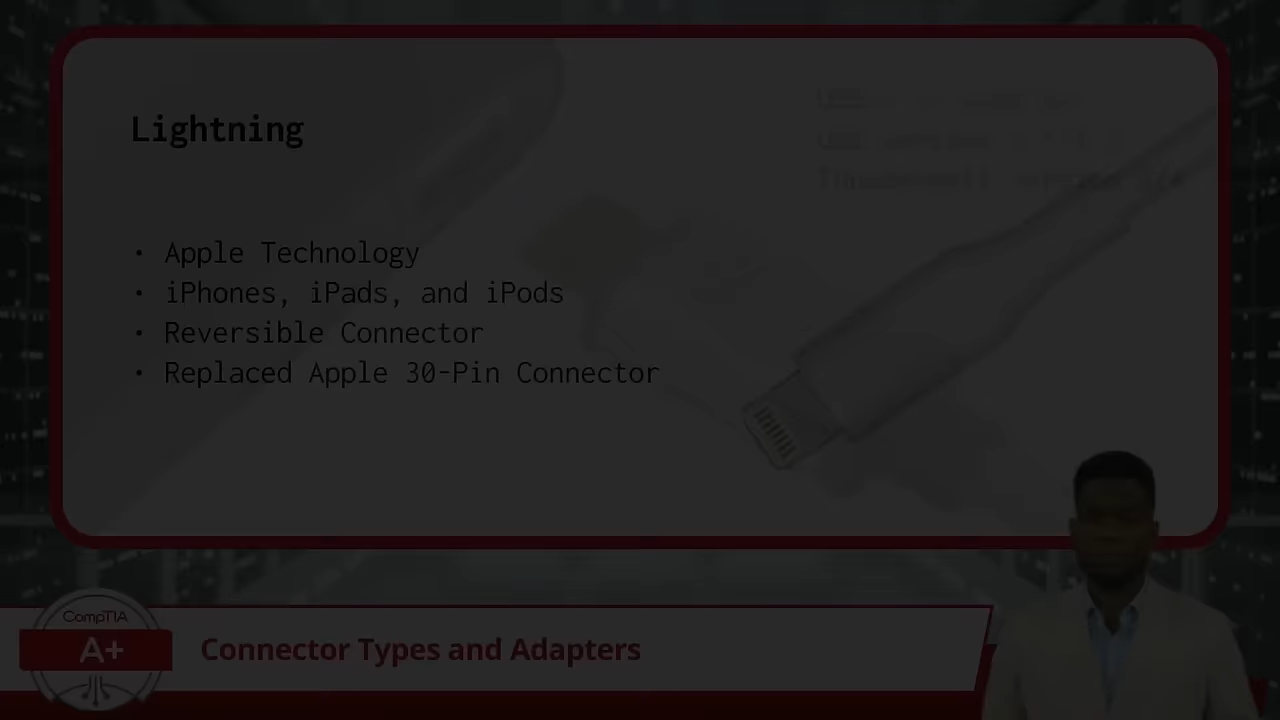 Lightning
• Apple Technology
• iPhones, iPads, and iPods
• Reversible Connector
• Replaced Apple 30-Pin Connector
CompTIA
A+
Connector Types and Adapters